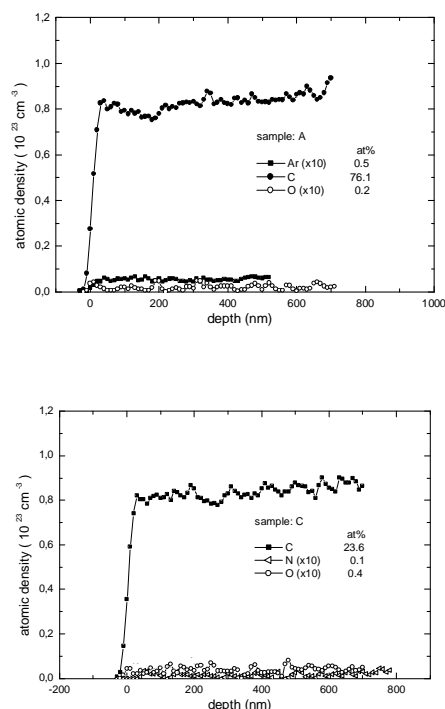 1,2
1,0
0,8
0,6
0,4
0,2
0,0
atomic density ( 10 23 cm -3 )
sample: A
at%
Ar (x10) 0.5
C 76.1
O (x10) 0.2
0 200 400 600 800 1000
depth (nm)
1,2
1,0
0,8
0,6
0,4
0,2
0,0
atomic density ( 10 23 cm -3 )
sample: C
at%
C 23.6
N (x10) 0.1
O (x10) 0.4
-200 0 200 400 600 800
depth (nm)